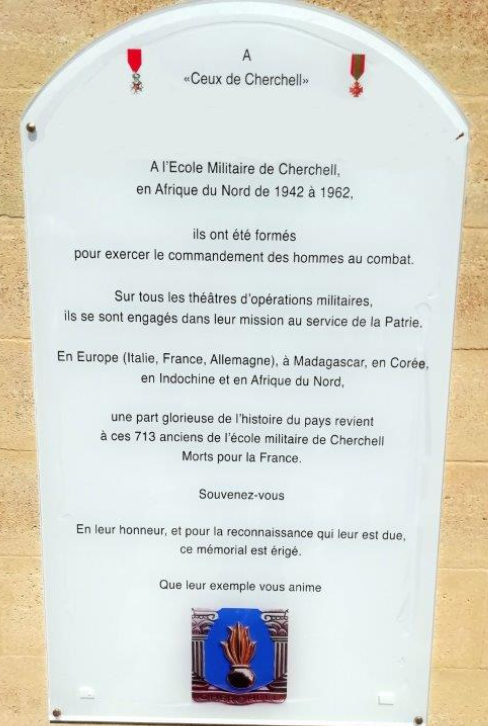 A
«Ceux de Cherchell»
A l'Ecole Militaire de Cherchell,
en Afrique du Nord de 1942 à 1962,
ils ont été formés
pour exercer le commandement des hommes au combat.
Sur tous les théâtres d'opérations militaires,
ils se sont engagés dans leur mission au service de la Patrie.
En Europe (Italie, France, Allemagne), à Madagascar, en Corée,
en Indochine et en Afrique du Nord,
une part glorieuse de l'histoire du pays revient
à ces 713 anciens de l'école militaire de Cherchell
Morts pour la France.
Souvenez-vous
En leur honneur, et pour la reconnaissance qui leur est due,
ce mémorial est érigé.
Que leur exemple vous anime